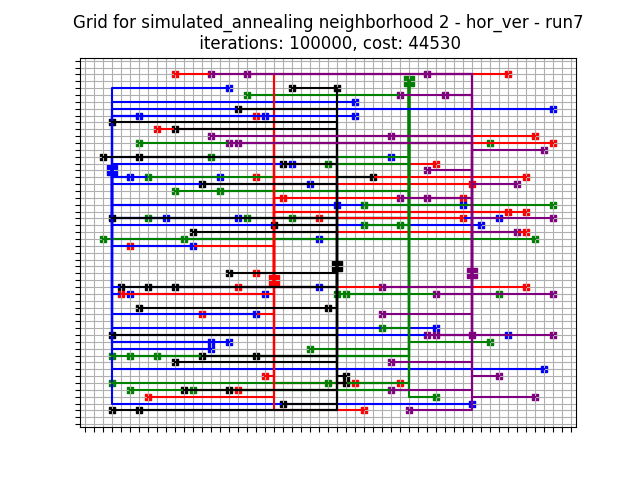 Grid for simulated_annealing neighborhood 2 - hor_ver - run7
iterations: 100000, cost: 44530